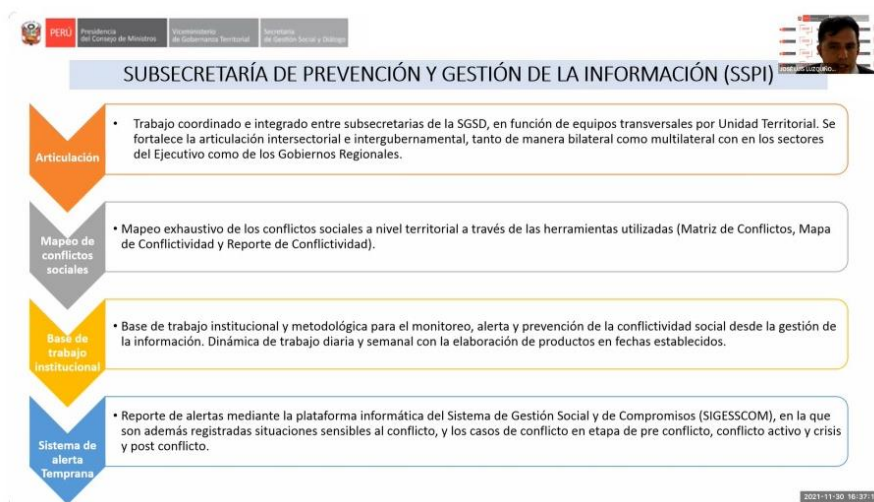 PERÚ
Presidencia
del Consejo de Ministros
Viceministerio
de Gobernanza Territorial
Secretaría
de Gestión Social y Diálogo
SUBSECRETARÍA DE PREVENCIÓN Y GESTIÓN DE LA INFORMACIÓN (SSPI)
Articulación
• Trabajo coordinado e integrado entre subsecretarias de la SGSD, en función de equipos transversales por Unidad Territorial. Se
fortalece la articulación intersectorial e intergubernamental, tanto de manera bilateral como multilateral con en los sectores
del Ejecutivo como de los Gobiernos Regionales.
Mapeo de
conflictos
sociales
• Mapeo exhaustivo de los conflictos sociales a nivel territorial a través de las herramientas utilizadas (Matriz de Conflictos, Mapa
de Conflictividad y Reporte de Conflictividad).
Base de
trabajo
institucional
• Base de trabajo institucional y metodológica para el monitoreo, alerta y prevención de la conflictividad social desde la gestión de
la información. Dinámica de trabajo diaria y semanal con la elaboración de productos en fechas establecidos.
Sistema de
alerta
Temprana
• Reporte de alertas mediante la plataforma informática del Sistema de Gestión Social y de Compromisos (SIGESSCOM), en la que
son además registradas situaciones sensibles al conflicto, y los casos de conflicto en etapa de pre conflicto, conflicto activo y crisis
y post conflicto.
2021-11-30 16:37:1